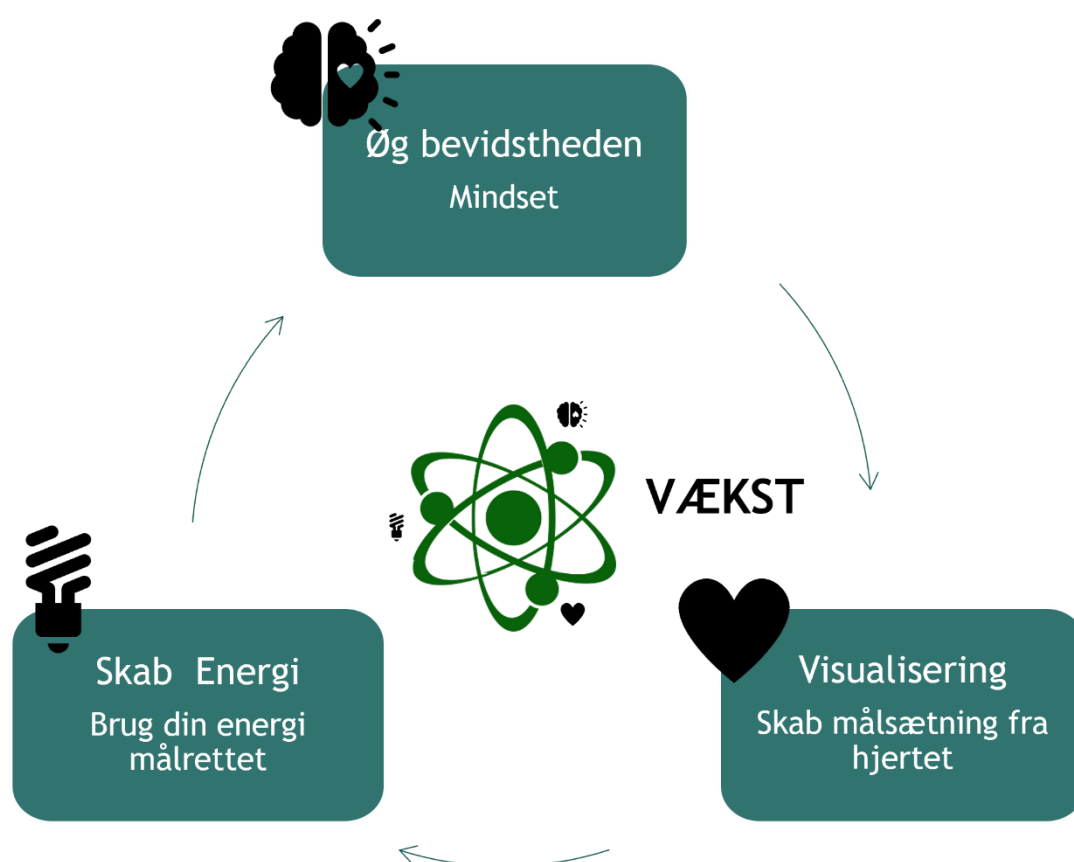 Øg bevidstheden
Mindset
VÆKST
Skab Energi
Brug din energi
målrettet
Visualisering
Skab målsætning fra
hjertet